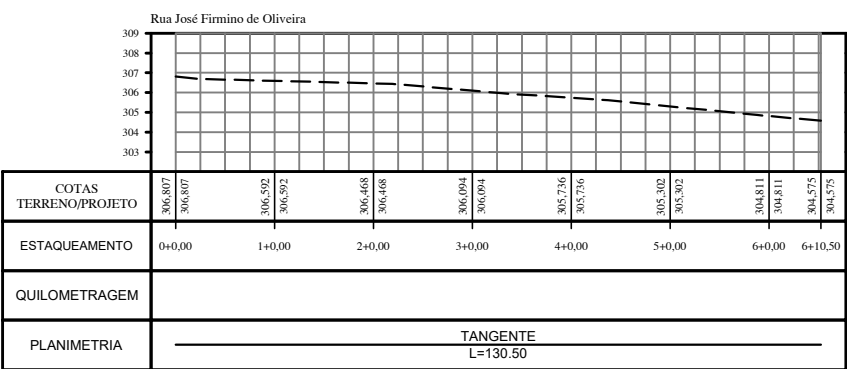 Rua José Firmino de Oliveira
309
308
307
306
305
304
303
COTAS
TERRENO/PROJETO
306,807
306,807
306,592
306,592
306,468
306,468
306,094
306,094
305,736
305,736
305,302
305,302
304,811
304,811
304,575
304,575
ESTAQUEAMENTO
0+0,00 1+0,00 2+0,00 3+0,00 4+0,00 5+0,00 6+0,00 6+10,50
QUILOMETRAGEM
PLANIMETRIA
TANGENTE
L=130.50